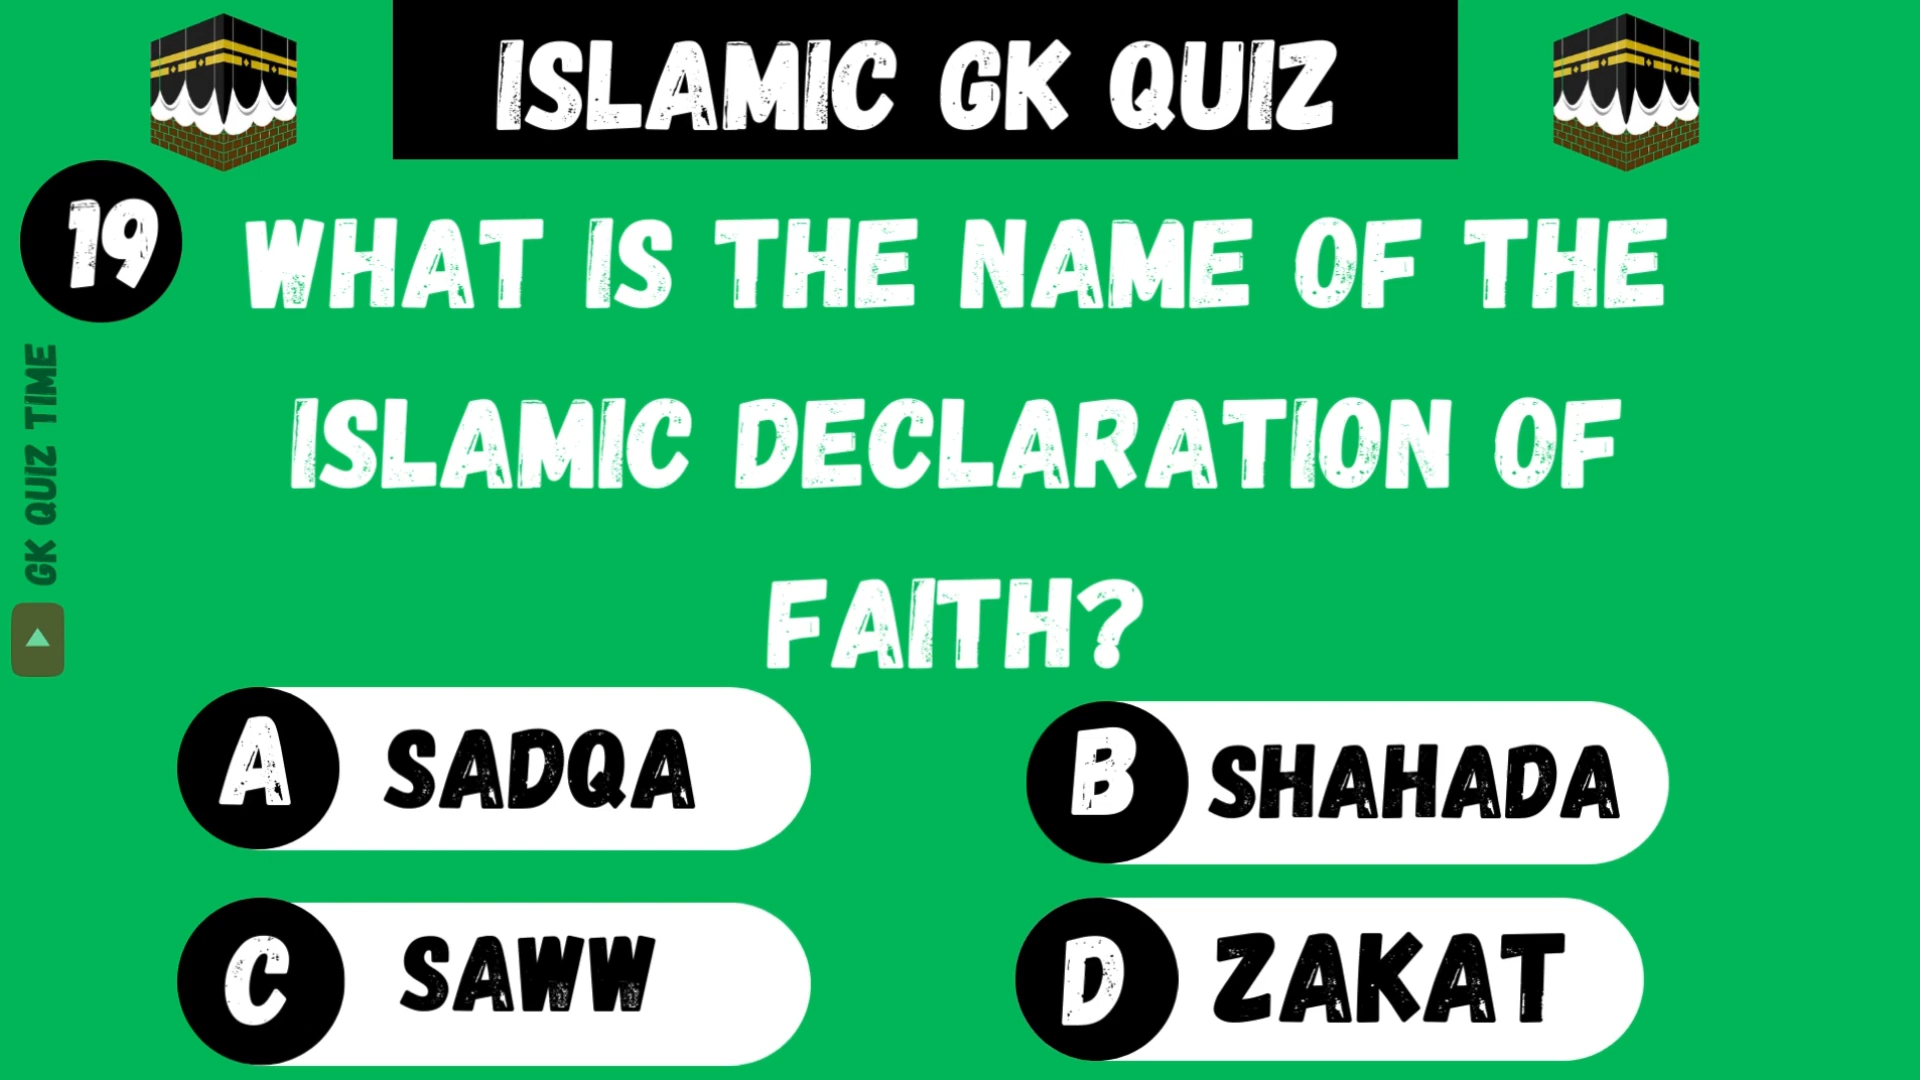 ISLAMIC GK QUIZ
19
WHAT IS THE NAME OF THE
ISLAMIC DECLARATION OF
FAITH?
GK QUIZ TIME
A SADQA
B SHAHADA
C SAWW
D ZAKAT